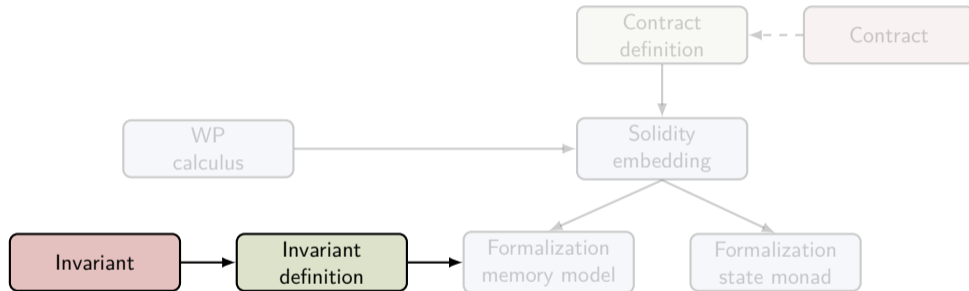 Contract
definition
Contract
WP
calculus
Solidity
embedding
Invariant
Invariant
definition
Formalization
memory model
Formalization
state monad